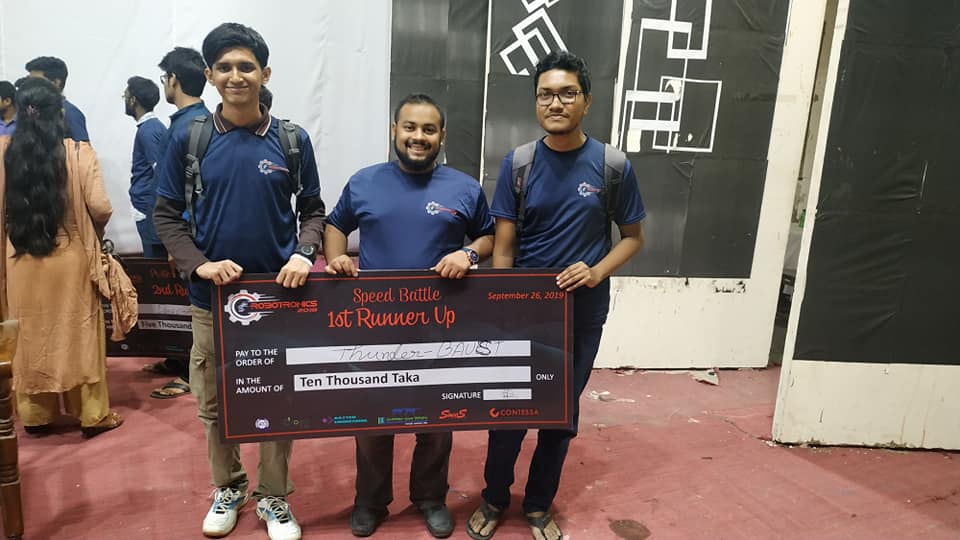 ROBOTRONICS
2019
Speed Battle
1st Runner Up
September 26, 2019
PAY TO THE
ORDER OF
Thunder-BAUST
IN THE
AMOUNT OF
Ten Thousand Taka
ONLY
SIGNATURE
CONTESSA
2nd Ru
Five Thousand